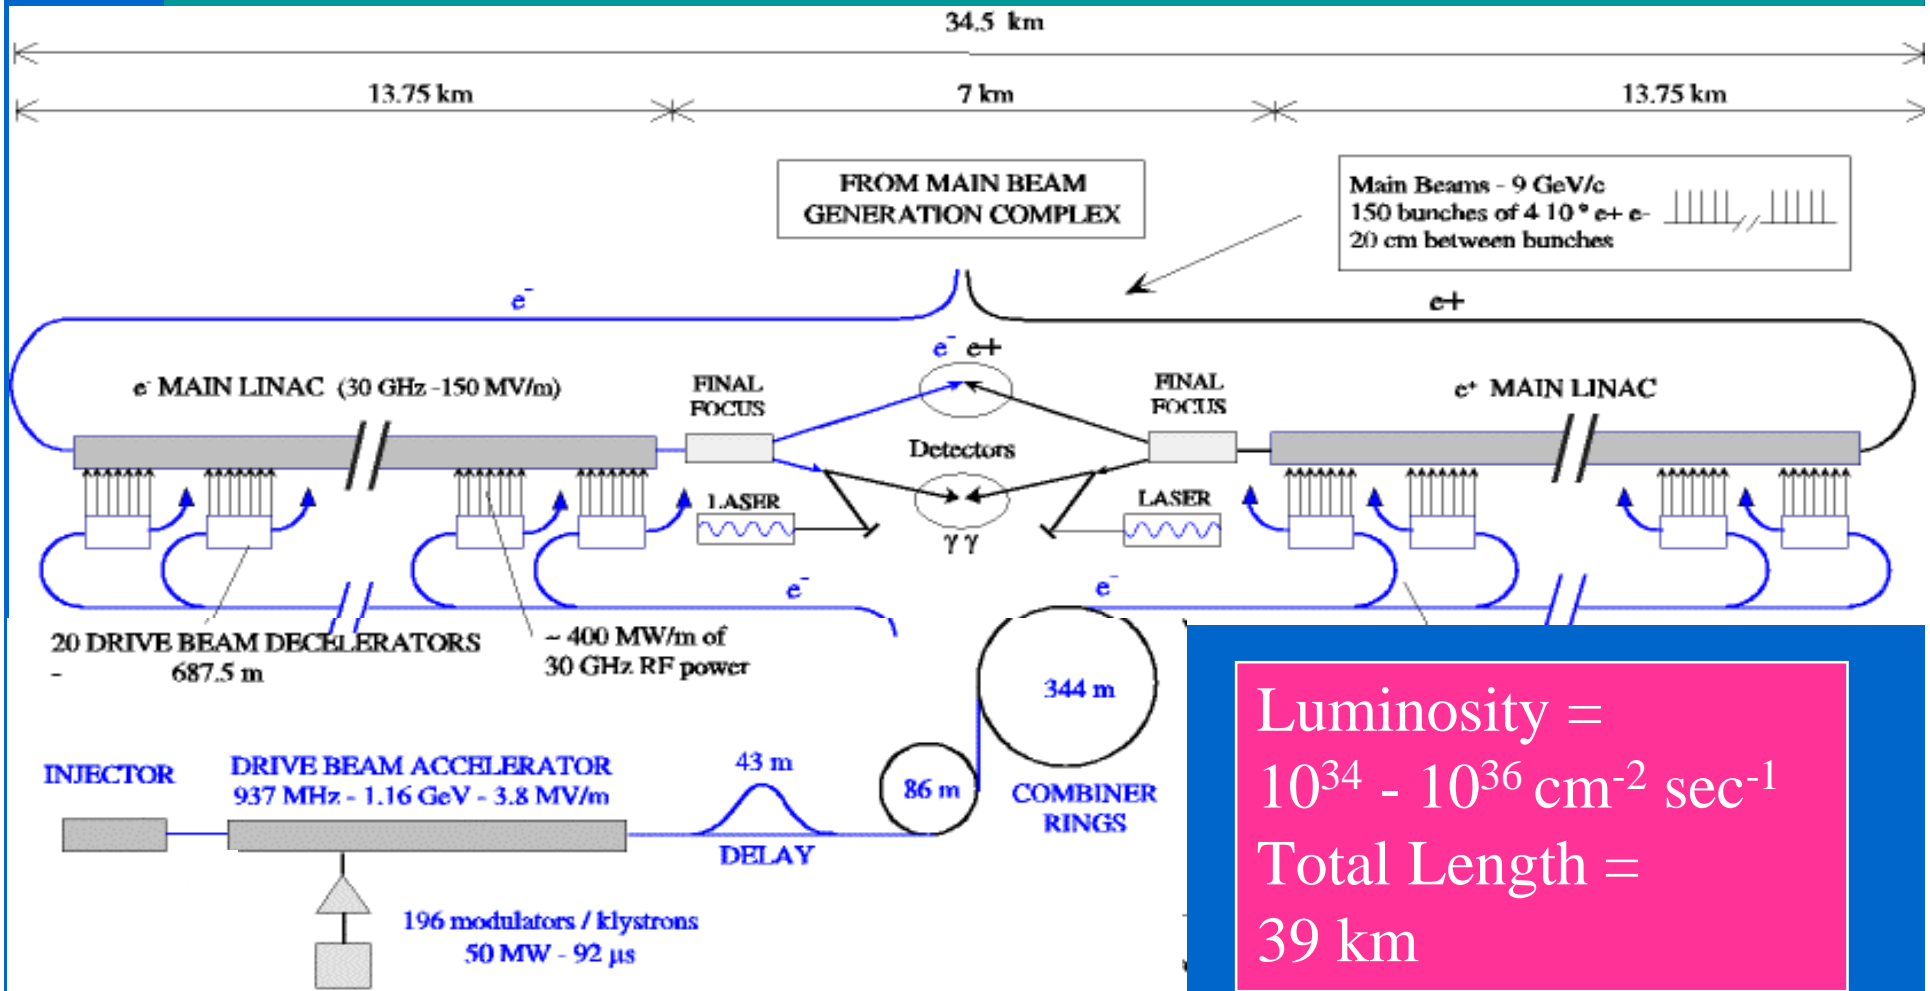 34.5 km
13.75 km
7 km
13.75 km
FROM MAIN BEAM
GENERATION COMPLEX
Main Beams - 9 GeV/c
150 bunches of 4 10⁹ e+ e-
20 cm between bunches
e⁻
e+
e⁻ e+
e⁻ MAIN LINAC (30 GHz -150 MV/m)
FINAL
FOCUS
FINAL
FOCUS
e⁺ MAIN LINAC
Detectors
LASER
LASER
γ γ
e⁻
e⁻
20 DRIVE BEAM DECELERATORS
- 687.5 m
~ 400 MW/m of
30 GHz RF power
344 m
INJECTOR
DRIVE BEAM ACCELERATOR
937 MHz - 1.16 GeV - 3.8 MV/m
43 m
DELAY
86 m
COMBINER
RINGS
196 modulators / klystrons
50 MW - 92 μs
Luminosity =
10³⁴ - 10³⁶ cm⁻² sec⁻¹
Total Length =
39 km